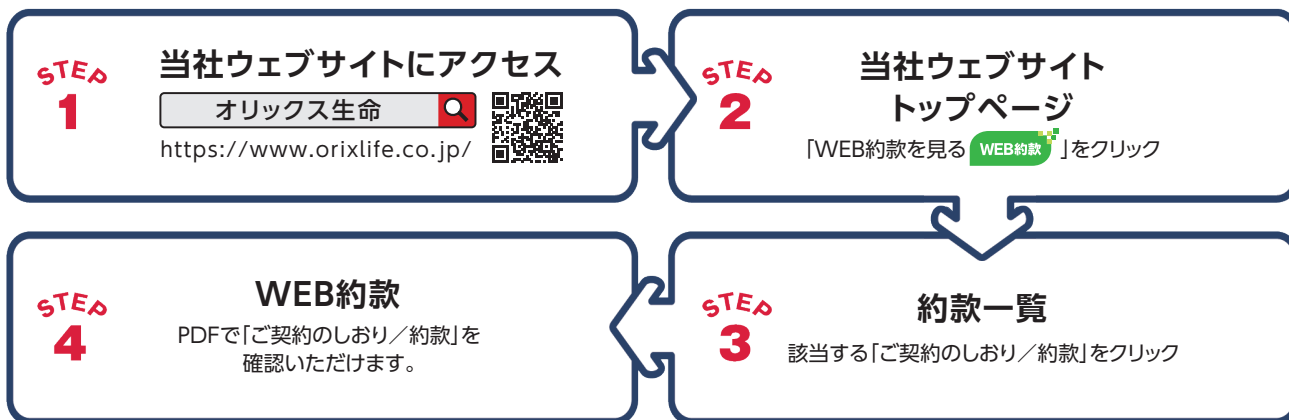 STEP
1
当社ウェブサイトにアクセス
オリックス生命
https://www.orixlife.co.jp/
STEP
2
当社ウェブサイト
トップページ
「WEB約款を見る WEB約款 」をクリック
STEP
3
約款一覧
該当する「ご契約のしおり／約款」をクリック
STEP
4
WEB約款
PDFで「ご契約のしおり／約款」を
確認いただけます。